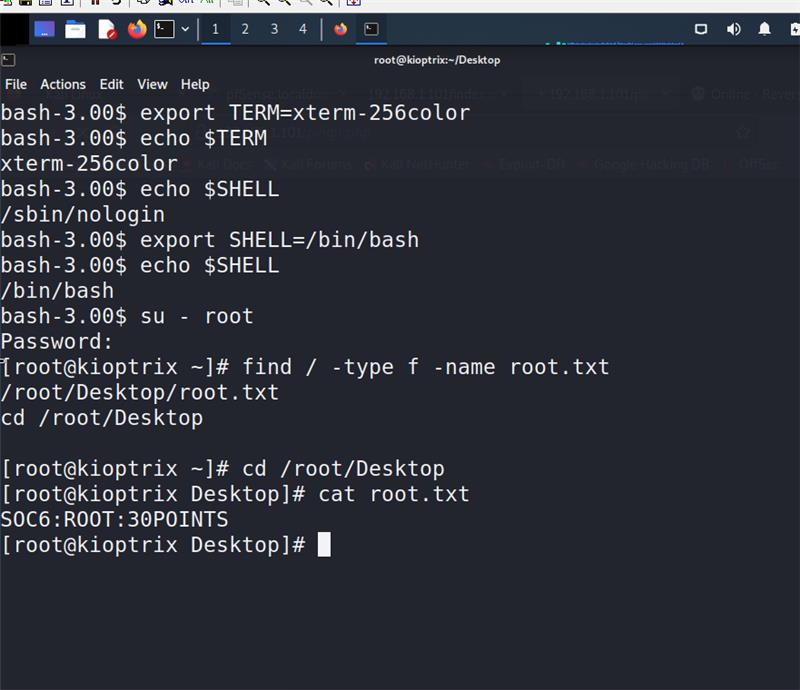 1 2 3 4
root@kioptrix:~/Desktop
File Actions Edit View Help
bash-3.00$ export TERM=xterm-256color
bash-3.00$ echo $TERM
xterm-256color
bash-3.00$ echo $SHELL
/sbin/nologin
bash-3.00$ export SHELL=/bin/bash
bash-3.00$ echo $SHELL
/bin/bash
bash-3.00$ su - root
Password:
[root@kioptrix ~]# find / -type f -name root.txt
/root/Desktop/root.txt
cd /root/Desktop
[root@kioptrix ~]# cd /root/Desktop
[root@kioptrix Desktop]# cat root.txt
SOC6:ROOT:30POINTS
[root@kioptrix Desktop]#